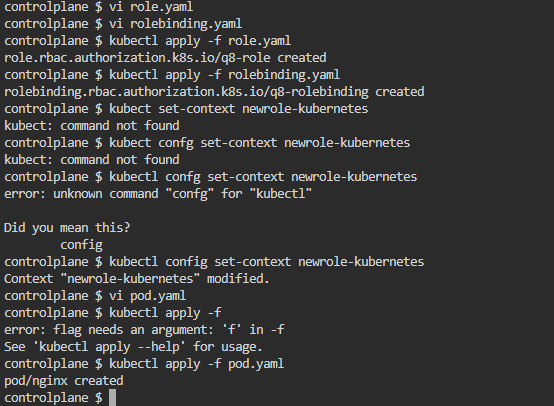 controlplane $ vi role.yaml
controlplane $ vi rolebinding.yaml
controlplane $ kubectl apply -f role.yaml
role.rbac.authorization.k8s.io/q8-role created
controlplane $ kubectl apply -f rolebinding.yaml
rolebinding.rbac.authorization.k8s.io/q8-rolebinding created
controlplane $ kubect set-context newrole-kubernetes
kubect: command not found
controlplane $ kubect confg set-context newrole-kubernetes
kubect: command not found
controlplane $ kubectl confg set-context newrole-kubernetes
error: unknown command "confg" for "kubectl"

Did you mean this?
        config
controlplane $ kubectl config set-context newrole-kubernetes
Context "newrole-kubernetes" modified.
controlplane $ vi pod.yaml
controlplane $ kubectl apply -f
error: flag needs an argument: 'f' in -f
See 'kubectl apply --help' for usage.
controlplane $ kubectl apply -f pod.yaml
pod/nginx created
controlplane $